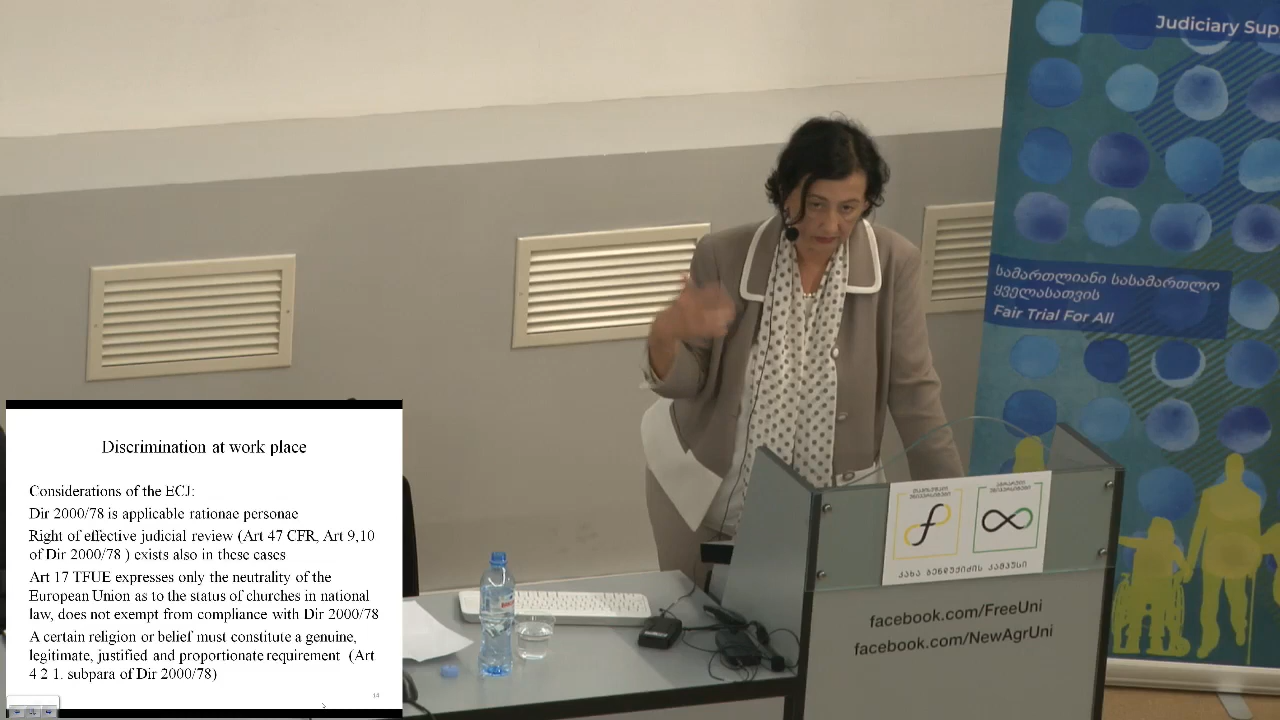 Judiciary Sup
სამართლიანი სასამართლო
ყველასათვის
Fair Trial For All
Discrimination at work place
Considerations of the ECJ:
Dir 2000/78 is applicable rationae personae
Right of effective judicial review (Art 47 CFR, Art 9,10
of Dir 2000/78 ) exists also in these cases
Art 17 TFUE expresses only the neutrality of the
European Union as to the status of churches in national
law, does not exempt from compliance with Dir 2000/78
A certain religion or belief must constitute a genuine,
legitimate, justified and proportionate requirement (Art
4 2 1. subpara of Dir 2000/78)
14
კახა ბენდუქიძის კამპუსი
facebook.com/FreeUni
facebook.com/NewAgrUni